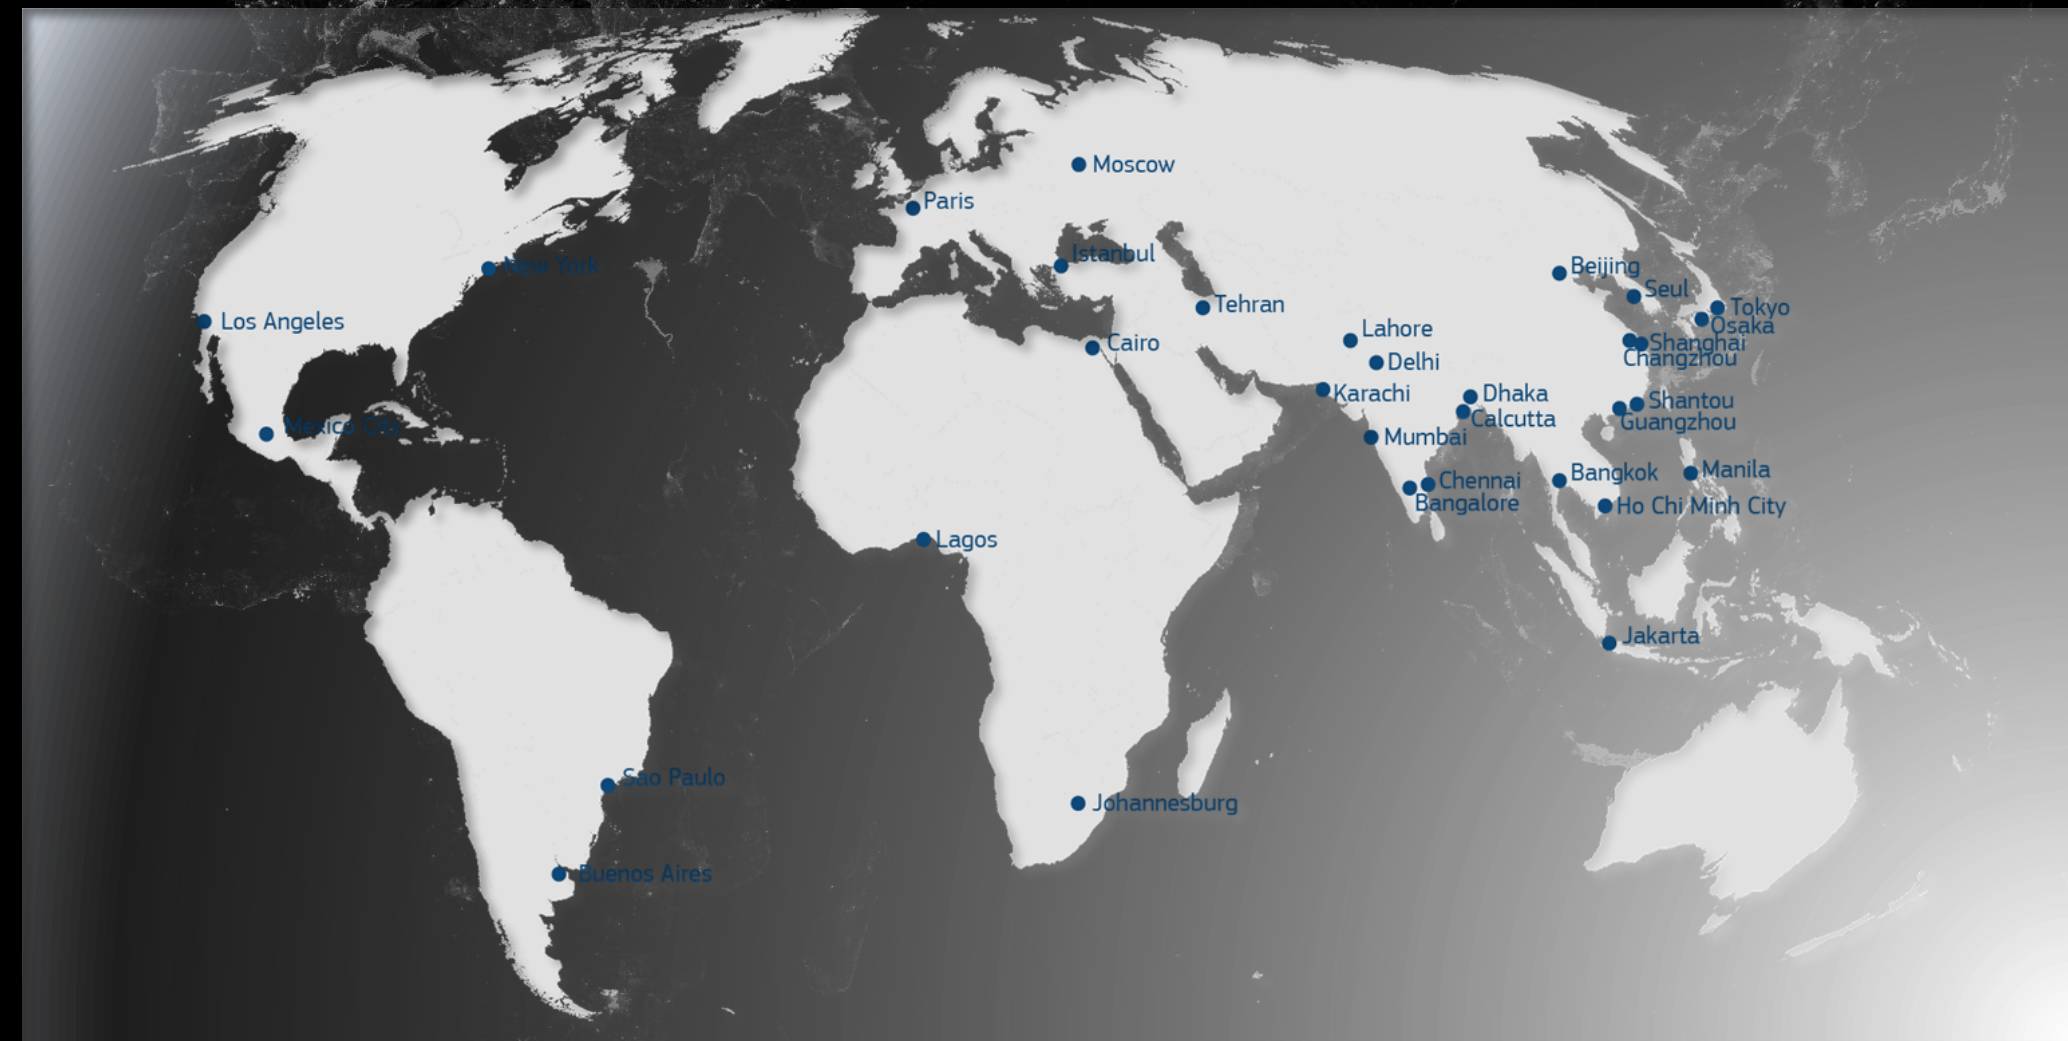 Moscow
Paris
Istanbul
New York
Beijing
Seul
Tehran
Tokyo
Los Angeles
Osaka
Lahore
Cairo
Shanghai
Changzhou
Delhi
Karachi
Dhaka
Shantou
Calcutta
Guangzhou
Mexico City
Mumbai
Manila
Bangkok
Chennai
Bangalore
Ho Chi Minh City
Lagos
Jakarta
Sao Paulo
Johannesburg
Buenos Aires